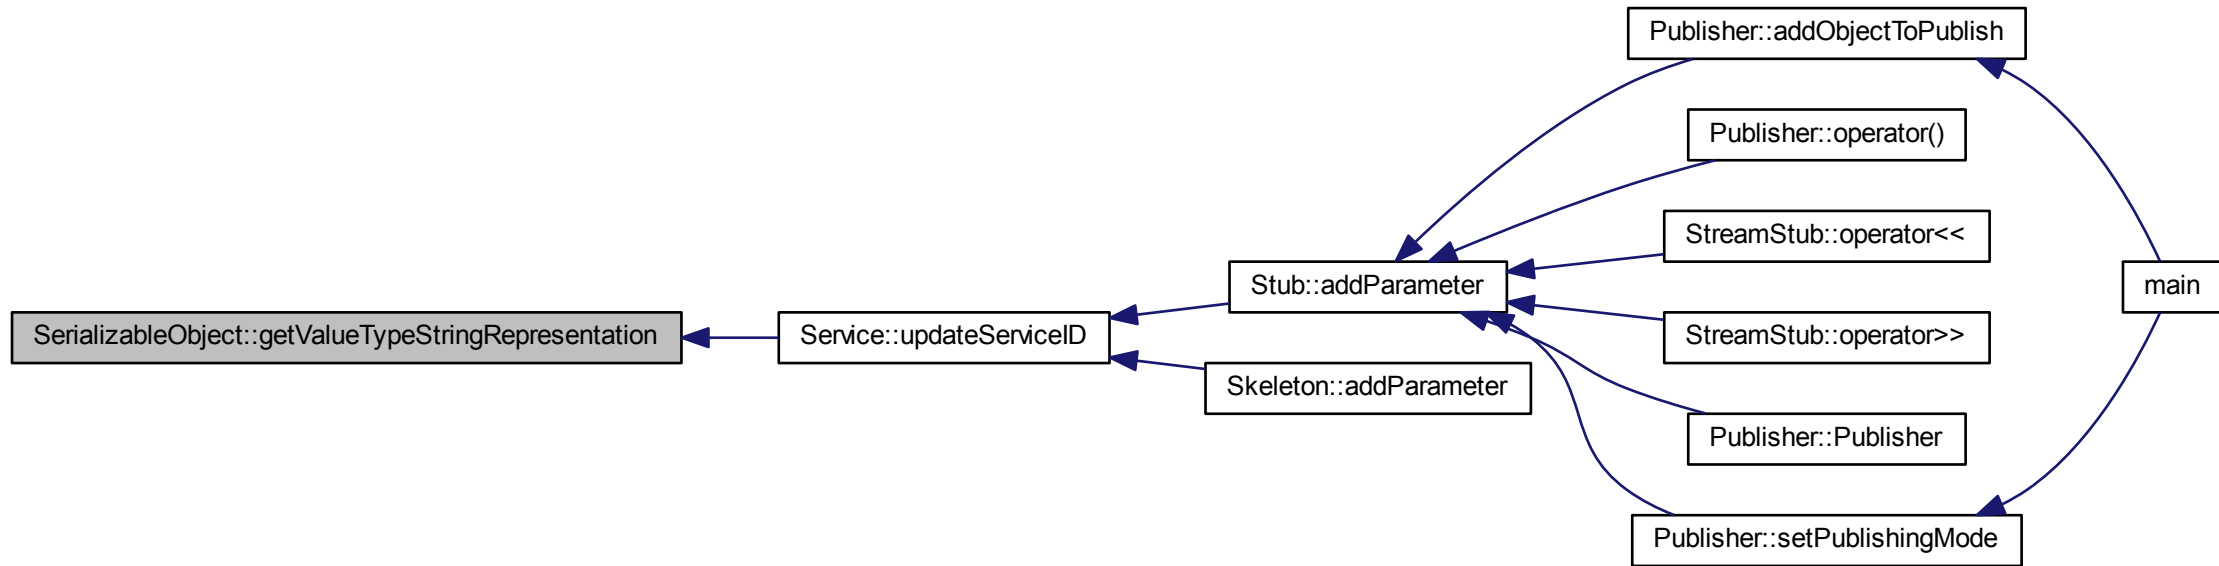 Publisher::addObjectToPublish
Publisher::operator()
StreamStub::operator<<
Stub::addParameter
main
SerializableObject::getValueTypeStringRepresentation
Service::updateServiceID
StreamStub::operator>>
Skeleton::addParameter
Publisher::Publisher
Publisher::setPublishingMode